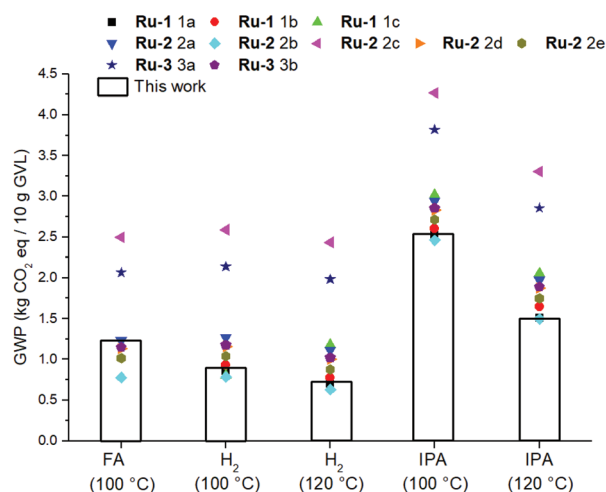 Ru-1 1a Ru-1 1b Ru-1 1c
Ru-2 2a Ru-2 2b Ru-2 2c Ru-2 2d Ru-2 2e
Ru-3 3a Ru-3 3b
This work
GWP (kg CO2 eq / 10 g GVL)
4.5
4.0
3.5
3.0
2.5
2.0
1.5
1.0
0.5
0.0
FA H2 H2 IPA IPA
(100 °C) (100 °C) (120 °C) (100 °C) (120 °C)